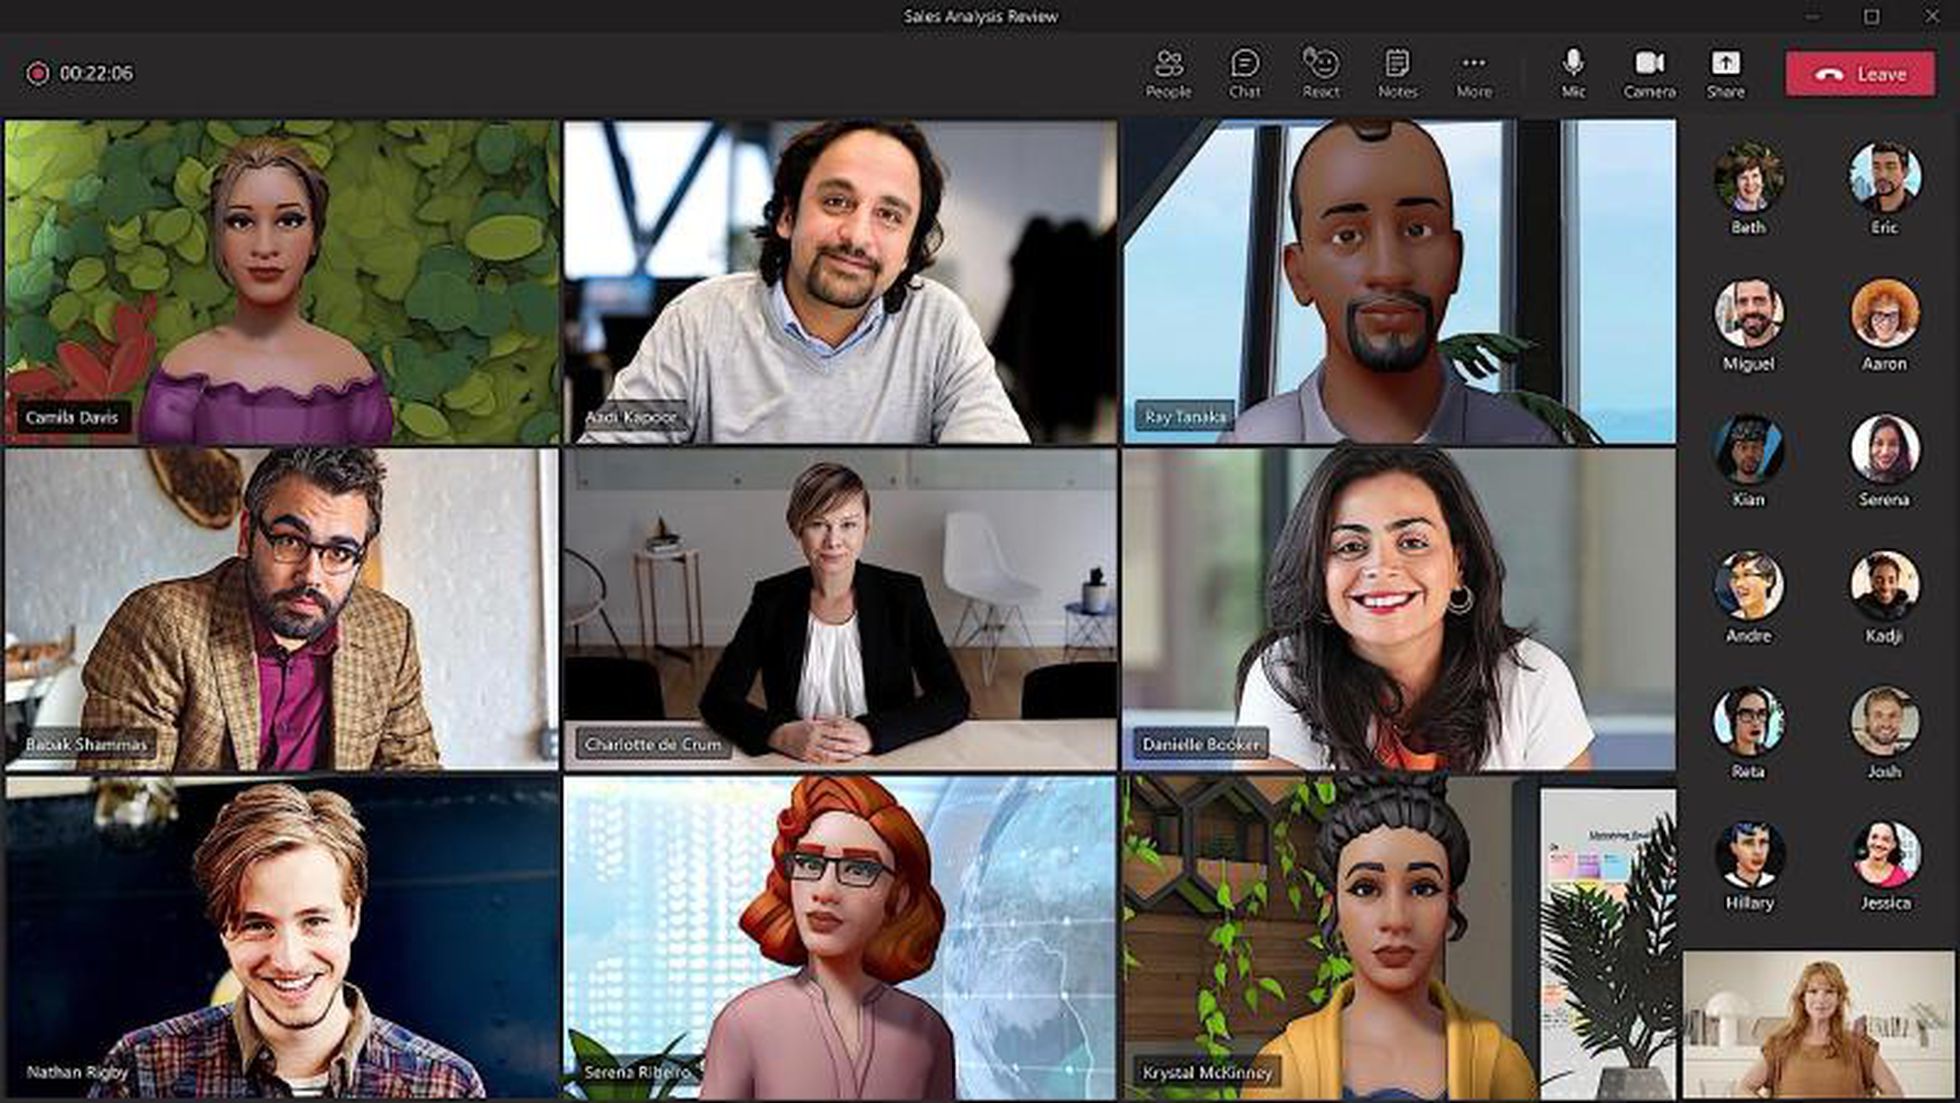 Sales Analysis Review
00:22:06
People
Chat
React
Notes
More
Mic
Camera
Share
Leave
Camila Davis
Aadi Kapoor
Ray Tanaka
Beth
Eric
Miguel
Aaron
Kian
Serena
Babak Shammas
Charlotte de Crum
Danielle Booker
Andre
Kadji
Reta
Josh
Hillary
Jessica
Nathan Rigby
Serena Ribeiro
Krystal McKinney